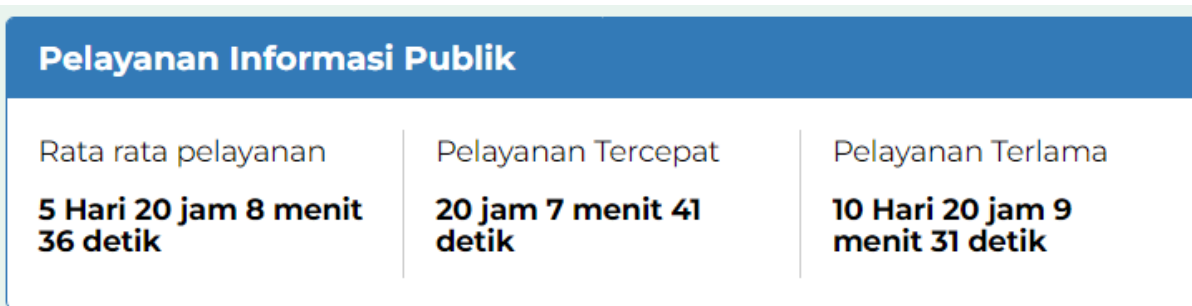 Pelayanan Informasi Publik
Rata rata pelayanan
5 Hari 20 jam 8 menit
36 detik
Pelayanan Tercepat
20 jam 7 menit 41
detik
Pelayanan Terlama
10 Hari 20 jam 9
menit 31 detik